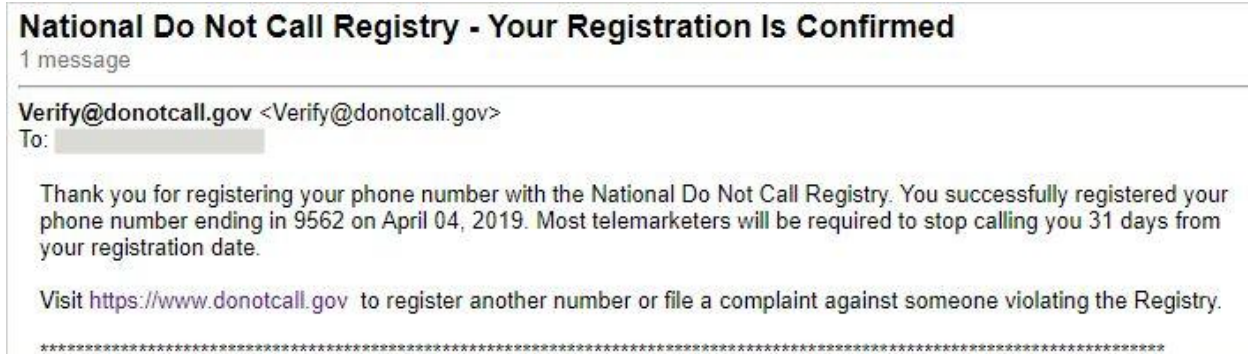 National Do Not Call Registry - Your Registration Is Confirmed
1 message
Verify@donotcall.gov <Verify@donotcall.gov>
To:
Thank you for registering your phone number with the National Do Not Call Registry. You successfully registered your
phone number ending in 9562 on April 04, 2019. Most telemarketers will be required to stop calling you 31 days from
your registration date.
Visit https://www.donotcall.gov to register another number or file a complaint against someone violating the Registry.
*********************************************************************************************************************************